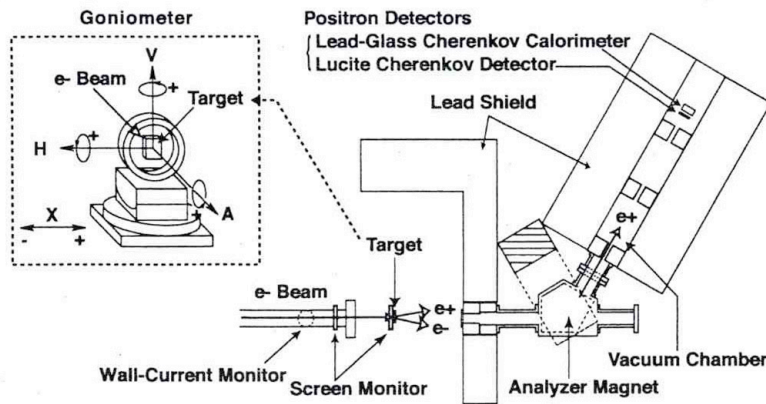 Goniometer
V
+
e- Beam
Target
H
+
+
A
X
-
+
Positron Detectors
Lead-Glass Cherenkov Calorimeter
Lucite Cherenkov Detector
Lead Shield
e+
Target
e- Beam
e+
e-
Wall-Current Monitor
Screen Monitor
Analyzer Magnet
Vacuum Chamber